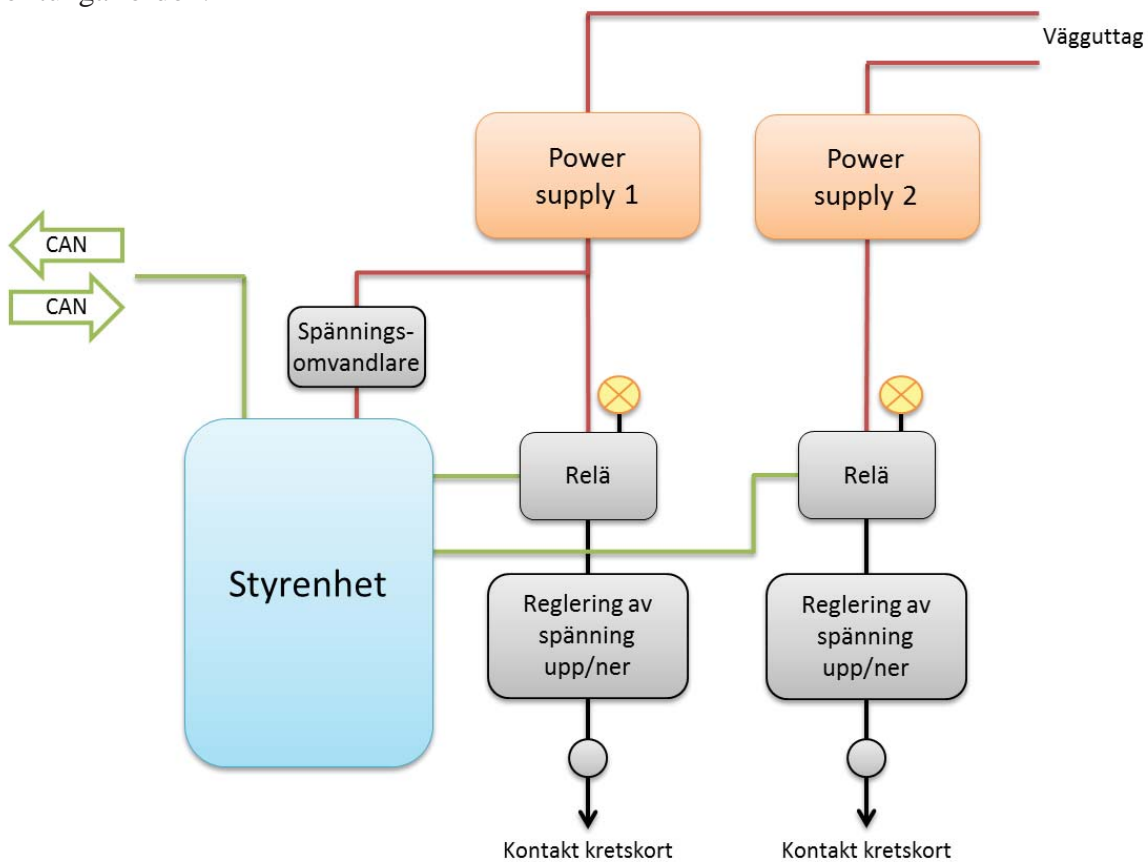 Vägguttag
Power
supply 1
Power
supply 2
CAN
CAN
Spännings-
omvandlare
Relä
Relä
Styrenhet
Reglering av
spänning
upp/ner
Reglering av
spänning
upp/ner
Kontakt kretskort
Kontakt kretskort